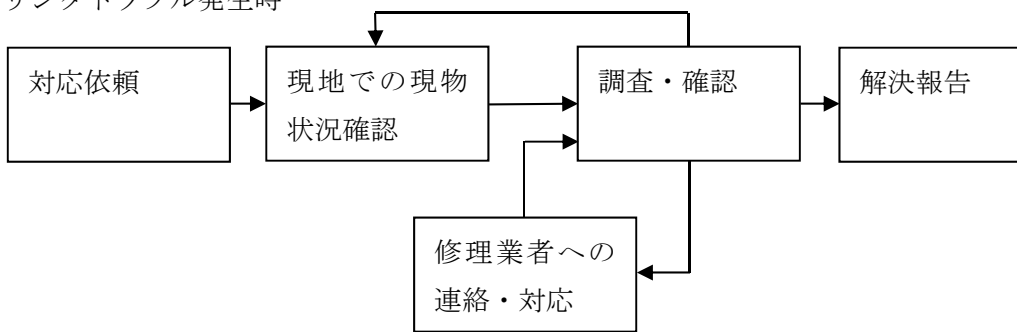 対応依頼
現地での現物
状況確認
調査・確認
解決報告
修理業者への
連絡・対応